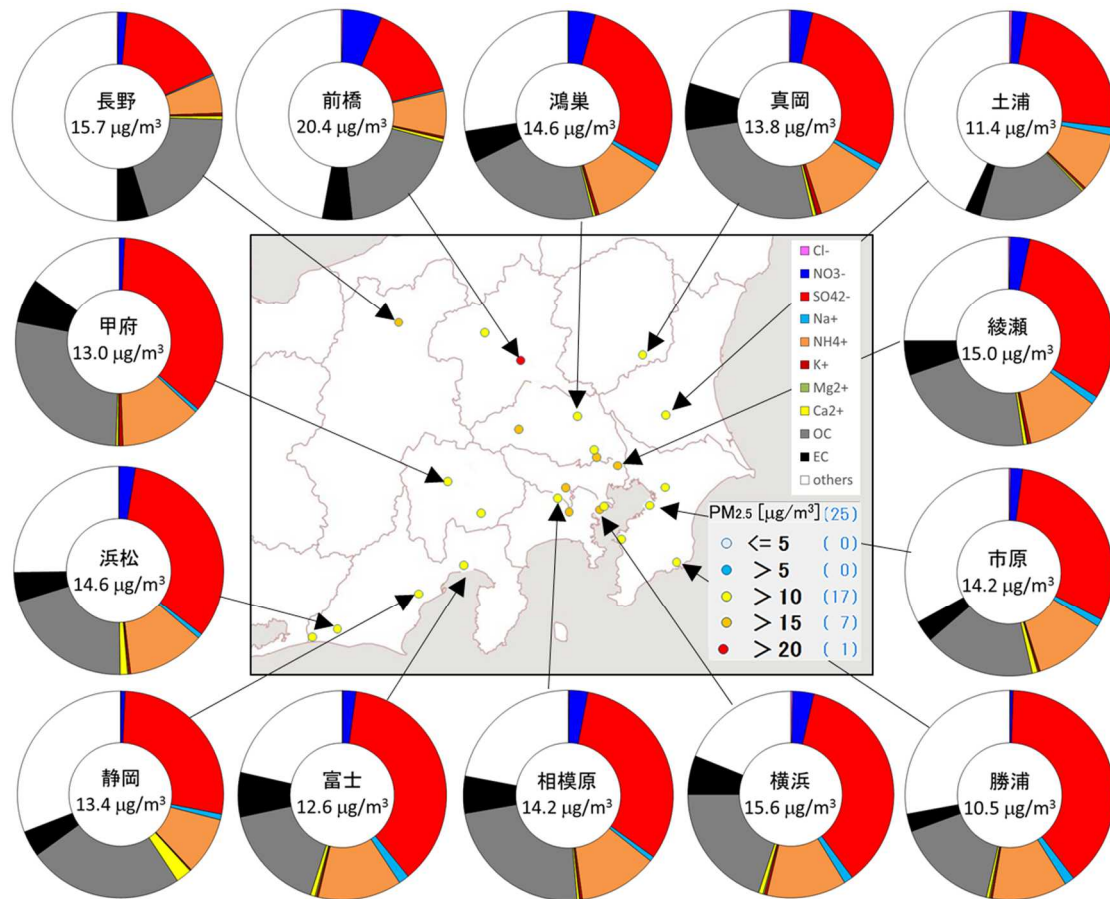 長野
15.7 μg/m³
前橋
20.4 μg/m³
鴻巣
14.6 μg/m³
真岡
13.8 μg/m³
土浦
11.4 μg/m³
甲府
13.0 μg/m³
綾瀬
15.0 μg/m³
Cl-
NO3-
SO42-
Na+
NH4+
K+
Mg2+
Ca2+
OC
EC
others
浜松
14.6 μg/m³
市原
14.2 μg/m³
PM2.5 [μg/m³] (25)
<= 5 (0)
> 5 (0)
> 10 (17)
> 15 (7)
> 20 (1)
静岡
13.4 μg/m³
富士
12.6 μg/m³
相模原
14.2 μg/m³
横浜
15.6 μg/m³
勝浦
10.5 μg/m³